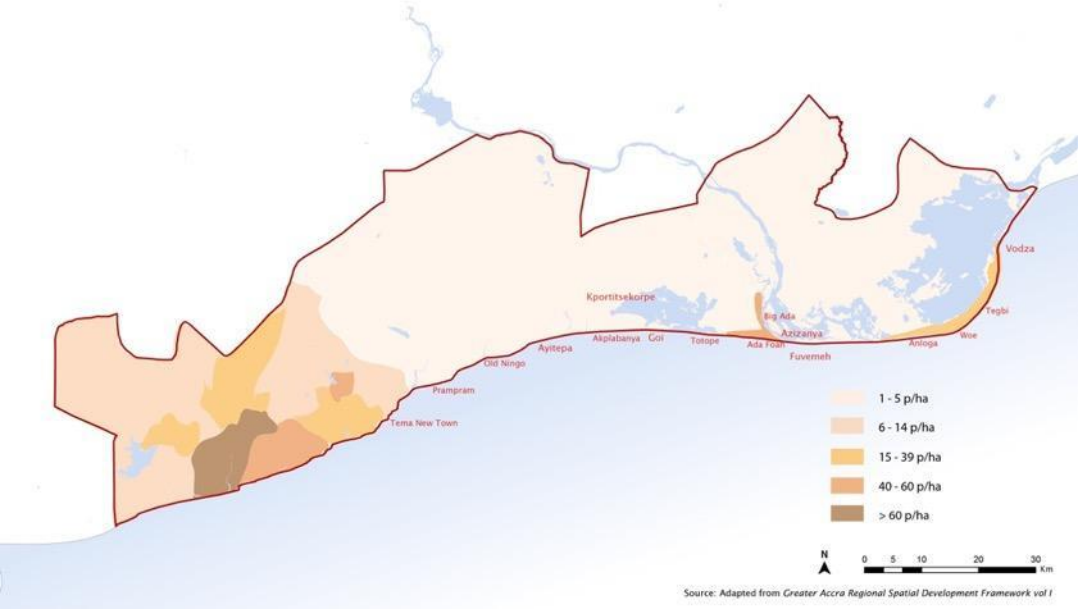 Vodza
Kportitsekorpe
Tegbi
Big Ada
Azizanya
Woe
Akplabanya
Goi
Totope
Ada Foah
Anloga
Ayitepa
Fuvemeh
Old Ningo
Prampram
Tema New Town
1 - 5 p/ha
6 - 14 p/ha
15 - 39 p/ha
40 - 60 p/ha
> 60 p/ha
N
0 5 10 20 30
Km
Source: Adapted from Greater Accra Regional Spatial Development Framework vol I